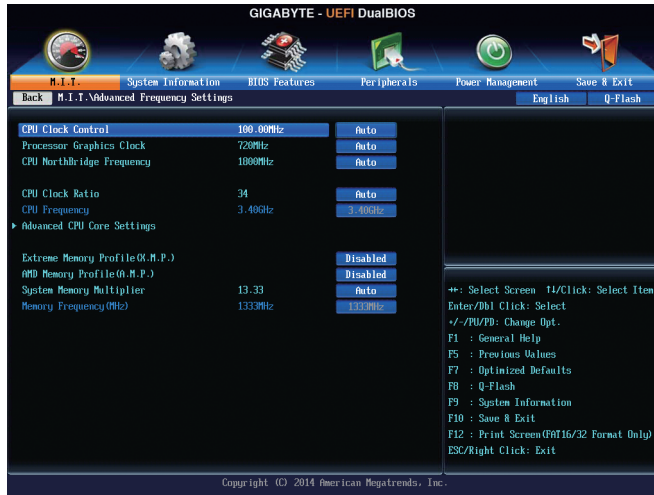 GIGABYTE - UEFI DualBIOS
M.I.T. System Information BIOS Features Peripherals Power Management Save & Exit
Back M.I.T.\Advanced Frequency Settings English Q-Flash
CPU Clock Control 100.00MHz Auto
Processor Graphics Clock 720MHz Auto
CPU NorthBridge Frequency 1800MHz Auto
CPU Clock Ratio 34 Auto
CPU Frequency 3.40GHz 3.40GHz
Advanced CPU Core Settings
Extreme Memory Profile(X.M.P.) Disabled
AMD Memory Profile(A.M.P.) Disabled
System Memory Multiplier 13.33 Auto
Memory Frequency(MHz) 1333MHz 1333MHz
→←: Select Screen ↑↓/Click: Select Item
Enter/Dbl Click: Select
+/-/PU/PD: Change Opt.
F1 : General Help
F5 : Previous Values
F7 : Optimized Defaults
F8 : Q-Flash
F9 : System Information
F10 : Save & Exit
F12 : Print Screen(FAT16/32 Format Only)
ESC/Right Click: Exit
Copyright (C) 2014 American Megatrends, Inc.